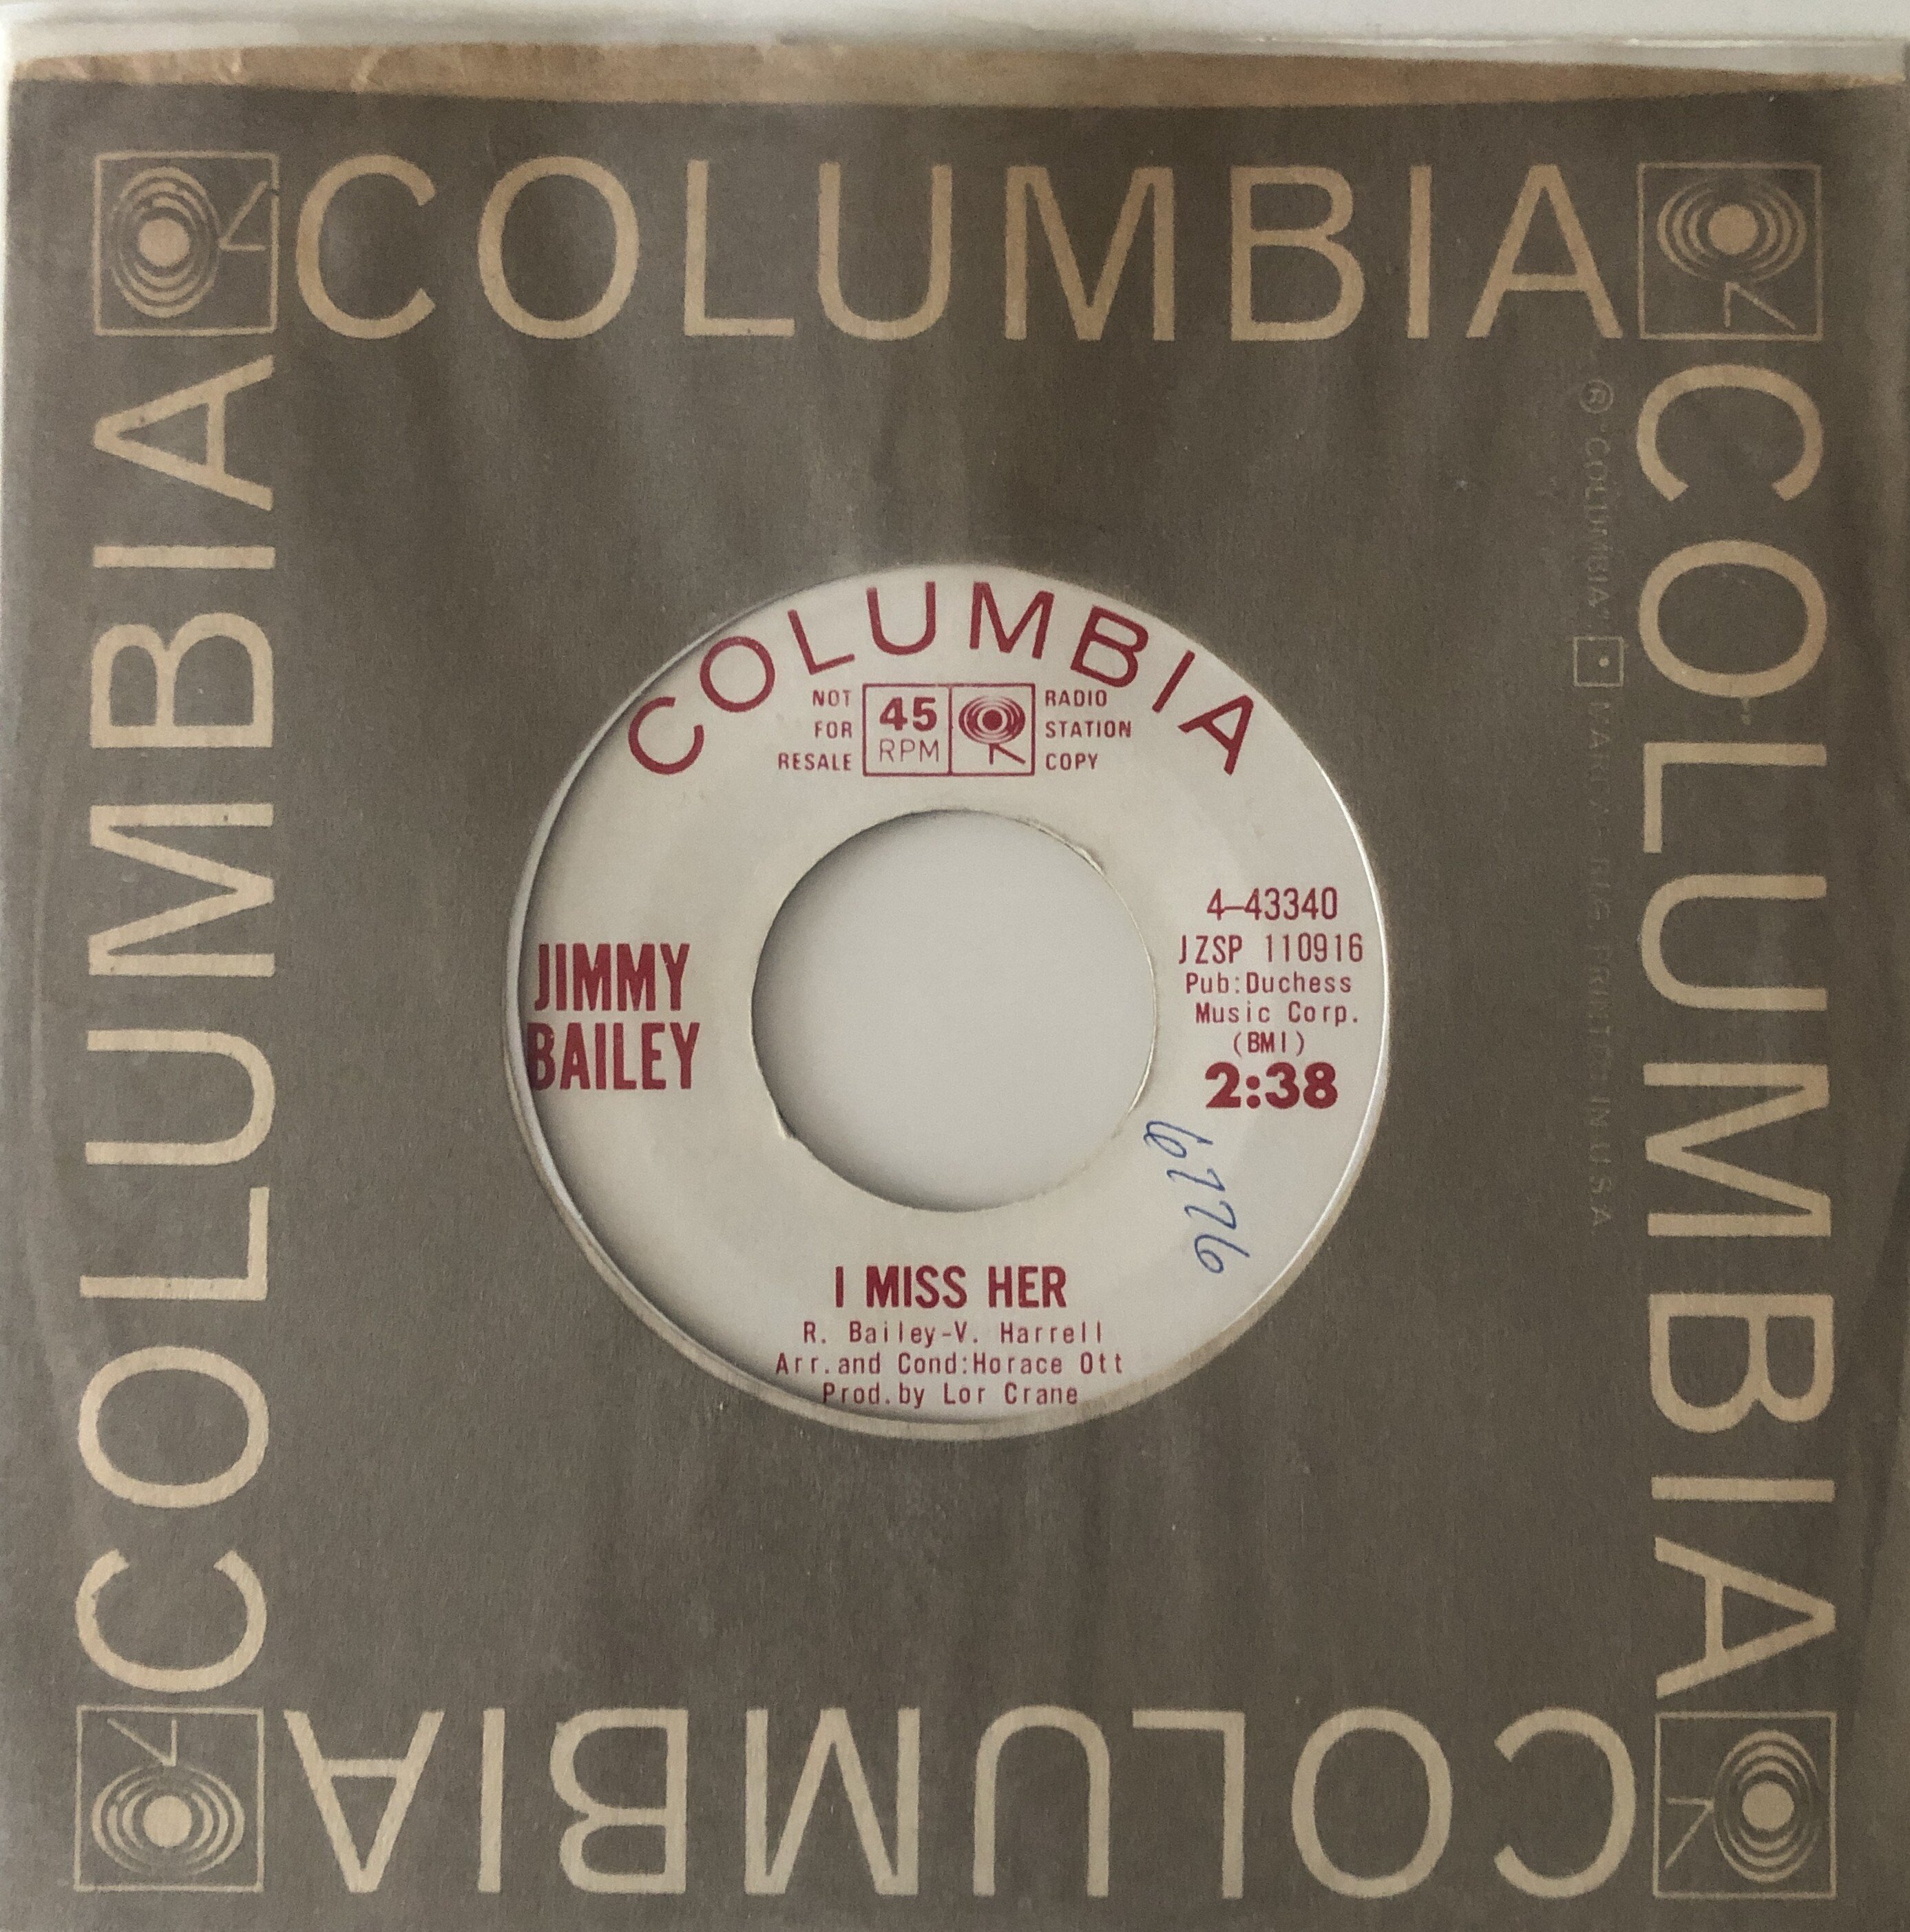 COLUMBIA
COLUMBIA
COLUMBIA
COLUMBIA
® "COLUMBIA", MARCAS REG. PRINTED IN U.S.A.
COLUMBIA
NOT
FOR
RESALE
45
RPM
RADIO
STATION
COPY
JIMMY
BAILEY
4-43340
JZSP 110916
Pub:Duchess
Music Corp.
(BMI)
2:38
6776
I MISS HER
R. Bailey-V. Harrell
Arr.and Cond:Horace Ott
Prod.by Lor Crane